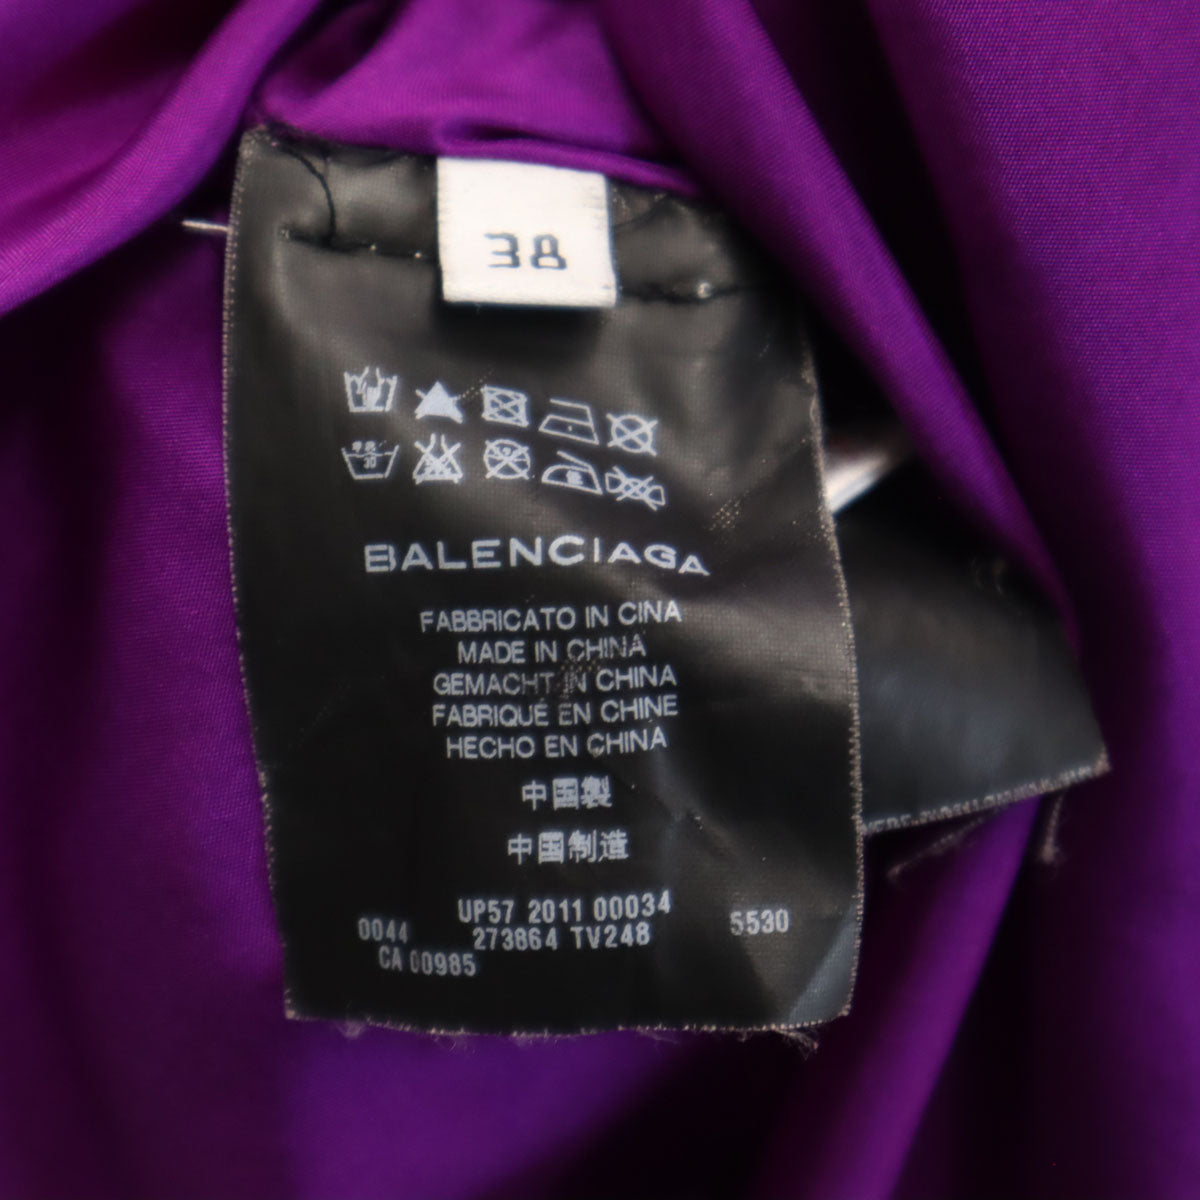 38
BALENCIAGA
FABBRICATO IN CINA
MADE IN CHINA
GEMACHT IN CHINA
FABRIQUE EN CHINE
HECHO EN CHINA
中国製
中国制造
UP57 2011 00034
0044 273864 TV248 5530
CA 00985